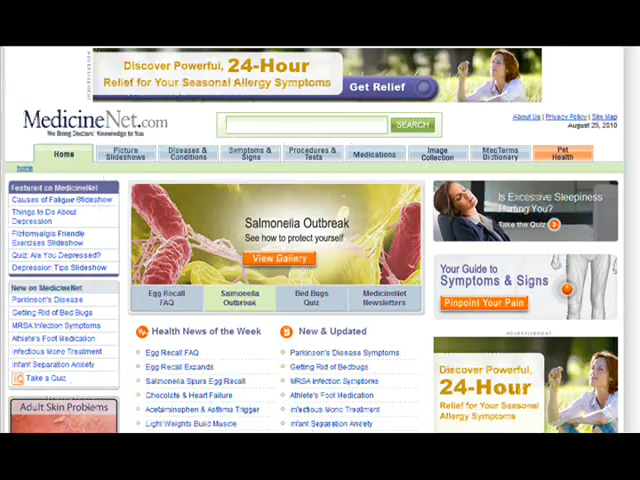 ADVERTISEMENT
Discover Powerful, 24-Hour
Relief for Your Seasonal Allergy Symptoms
Get Relief
MedicineNet.com
We Bring Doctors' Knowledge to You
SEARCH
About Us | Privacy Policy | Site Map
August 25, 2010
Home
Picture Slideshows
Diseases & Conditions
Symptoms & Signs
Procedures & Tests
Medications
Image Collection
MedTerms Dictionary
Pet Health
home
Featured on MedicineNet
Causes of Fatigue Slideshow
Things to Do About
Depression
Fibromyalgia Friendly
Exercises Slideshow
Quiz: Are You Depressed?
Depression Tips Slideshow
New on MedicineNet
Parkinson's Disease
Getting Rid of Bed Bugs
MRSA Infection Symptoms
Athlete's Foot Medication
Infectious Mono Treatment
Infant Separation Anxiety
Take a Quiz
Adult Skin Problems
Salmonella Outbreak
See how to protect yourself
View Gallery
Egg Recall FAQ
Salmonella Outbreak
Bed Bugs Quiz
MedicineNet Newsletters
Health News of the Week
Egg Recall FAQ
Egg Recall Expands
Salmonella Spurs Egg Recall
Chocolate & Heart Failure
Acetaminophen & Asthma Trigger
Light Weights Build Muscle
New & Updated
Parkinson's Disease Symptoms
Getting Rid of Bedbugs
MRSA Infection Symptoms
Athlete's Foot Medication
Infectious Mono Treatment
Infant Separation Anxiety
Is Excessive Sleepiness
Hurting You?
Take the Quiz
Your Guide to
Symptoms & Signs
Pinpoint Your Pain
ADVERTISEMENT
Discover Powerful,
24-Hour
Relief for Your Seasonal
Allergy Symptoms